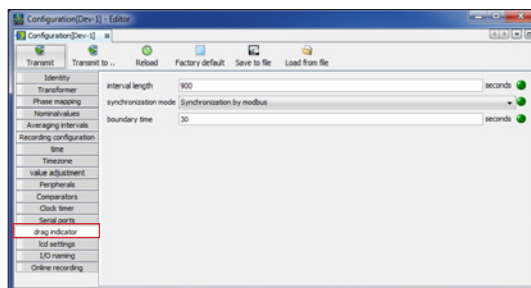 Configuration[Dev-1] - Editor
Configuration[Dev-1]
Transmit Transmit to .. Reload Factory default Save to file Load from file
Identity
Transformer
Phase mapping
Nominalvalues
Averaging intervals
Recording configuration
time
Timezone
value adjustment
Peripherals
Comparators
Clock timer
Serial ports
drag indicator
lcd settings
I/O naming
Online recording
interval length 900 seconds
synchronization mode Synchronization by modbus
boundary time 30 seconds